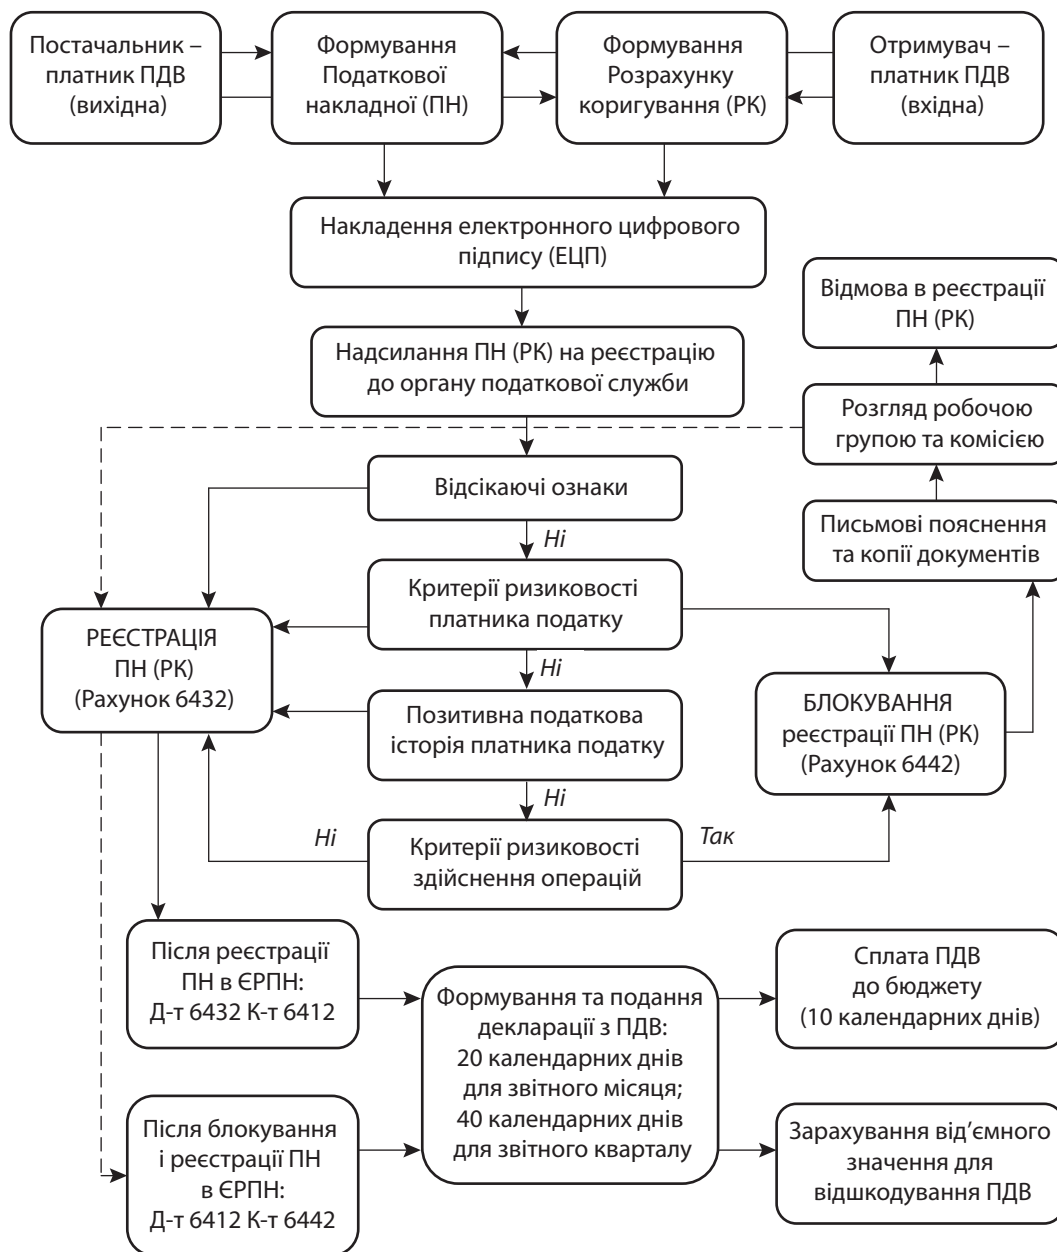 Постачальник –
платник ПДВ
(вихідна)
Формування
Податкової
накладної (ПН)
Формування
Розрахунку
коригування (РК)
Отримувач –
платник ПДВ
(вхідна)
Накладення електронного цифрового
підпису (ЕЦП)
Надсилання ПН (РК) на реєстрацію
до органу податкової служби
Відмова в реєстрації
ПН (РК)
Розгляд робочою
групою та комісією
Письмові пояснення
та копії документів
Відсікаючі ознаки
Ні
Критерії ризиковості
платника податку
Ні
РЕЄСТРАЦІЯ
ПН (РК)
(Рахунок 6432)
Позитивна податкова
історія платника податку
БЛОКУВАННЯ
реєстрації ПН (РК)
(Рахунок 6442)
Ні
Ні
Критерії ризиковості
здійснення операцій
Так
Після реєстрації
ПН в ЄРПН:
Д-т 6432 К-т 6412
Формування та подання
декларації з ПДВ:
20 календарних днів
для звітного місяця;
40 календарних днів
для звітного кварталу
Сплата ПДВ
до бюджету
(10 календарних днів)
Після блокування
і реєстрації ПН
в ЄРПН:
Д-т 6412 К-т 6442
Зарахування від’ємного
значення для
відшкодування ПДВ